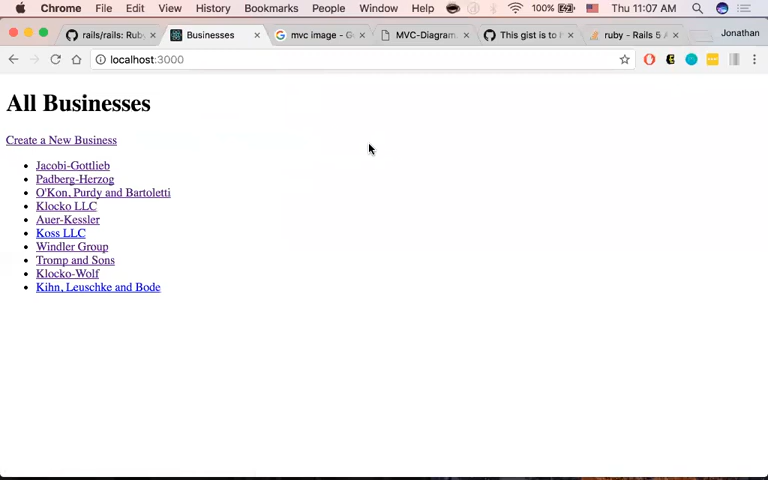 Chrome File Edit View History Bookmarks People Window Help 100% Thu 11:07 AM
rails/rails: Ruby Businesses mvc image - Go MVC-Diagram. This gist is to ruby - Rails 5 A Jonathan
localhost:3000
All Businesses
Create a New Business
Jacobi-Gottlieb
Padberg-Herzog
O'Kon, Purdy and Bartoletti
Klocko LLC
Auer-Kessler
Koss LLC
Windler Group
Tromp and Sons
Klocko-Wolf
Kihn, Leuschke and Bode